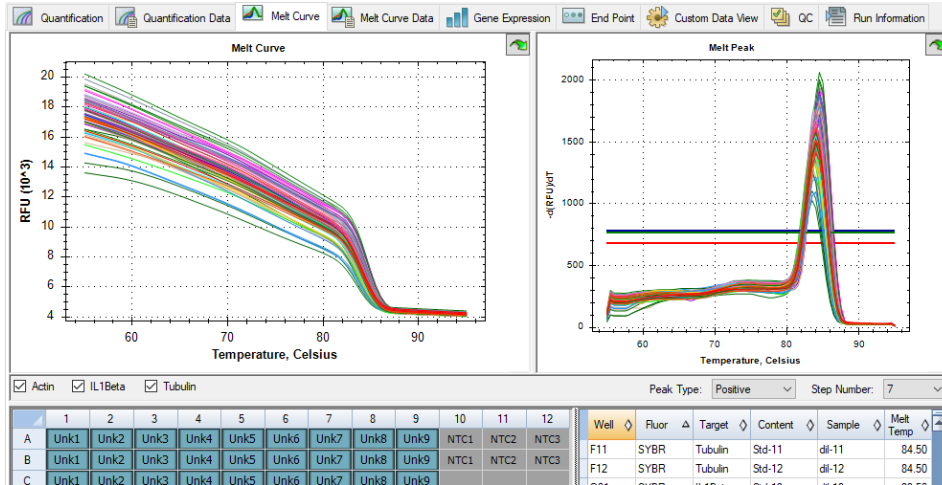 Quantification Quantification Data Melt Curve Melt Curve Data Gene Expression End Point Custom Data View QC Run Information
Melt Curve
20
18
16
14
12
10
8
6
4
RFU (10^3)
60 70 80 90
Temperature, Celsius
Melt Peak
2000
1500
1000
500
0
-d(RFU)/dT
60 70 80 90
Temperature, Celsius
Actin IL1Beta Tubulin
Peak Type: Positive Step Number: 7
1 2 3 4 5 6 7 8 9 10 11 12
A Unk1 Unk2 Unk3 Unk4 Unk5 Unk6 Unk7 Unk8 Unk9 NTC1 NTC2 NTC3
B Unk1 Unk2 Unk3 Unk4 Unk5 Unk6 Unk7 Unk8 Unk9 NTC1 NTC2 NTC3
C Unk1 Unk2 Unk3 Unk4 Unk5 Unk6 Unk7 Unk8 Unk9
Well Fluor Target Content Sample Melt Temp
F11 SYBR Tubulin Std-11 dil-11 84.50
F12 SYBR Tubulin Std-12 dil-12 84.50